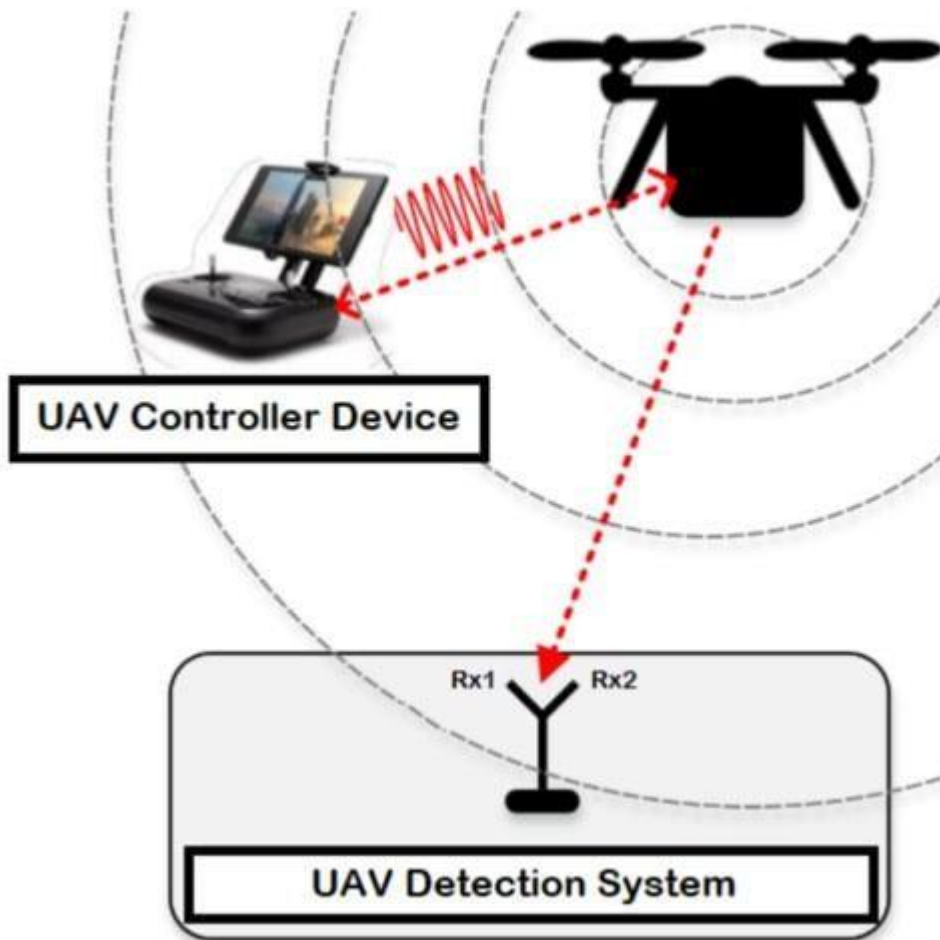 UAV Controller Device
Rx1 Rx2
UAV Detection System